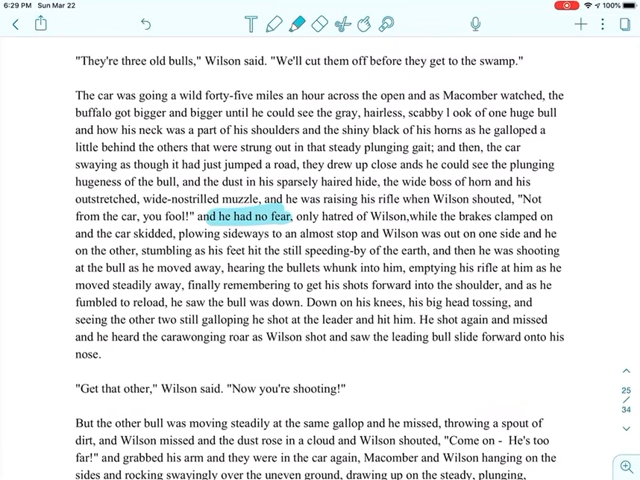 6:29 PM Sun Mar 22
100%
"They're three old bulls," Wilson said. "We'll cut them off before they get to the swamp."
The car was going a wild forty-five miles an hour across the open and as Macomber watched, the
buffalo got bigger and bigger until he could see the gray, hairless, scabby l ook of one huge bull
and how his neck was a part of his shoulders and the shiny black of his horns as he galloped a
little behind the others that were strung out in that steady plunging gait; and then, the car
swaying as though it had just jumped a road, they drew up close ands he could see the plunging
hugeness of the bull, and the dust in his sparsely haired hide, the wide boss of horn and his
outstretched, wide-nostrilled muzzle, and he was raising his rifle when Wilson shouted, "Not
from the car, you fool!" and he had no fear, only hatred of Wilson,while the brakes clamped on
and the car skidded, plowing sideways to an almost stop and Wilson was out on one side and he
on the other, stumbling as his feet hit the still speeding-by of the earth, and then he was shooting
at the bull as he moved away, hearing the bullets whunk into him, emptying his rifle at him as he
moved steadily away, finally remembering to get his shots forward into the shoulder, and as he
fumbled to reload, he saw the bull was down. Down on his knees, his big head tossing, and
seeing the other two still galloping he shot at the leader and hit him. He shot again and missed
and he heard the carawonging roar as Wilson shot and saw the leading bull slide forward onto his
nose.
"Get that other," Wilson said. "Now you're shooting!"
But the other bull was moving steadily at the same gallop and he missed, throwing a spout of
dirt, and Wilson missed and the dust rose in a cloud and Wilson shouted, "Come on - He's too
far!" and grabbed his arm and they were in the car again, Macomber and Wilson hanging on the
sides and rocking swayingly over the uneven ground, drawing up on the steady, plunging,
25
/
34